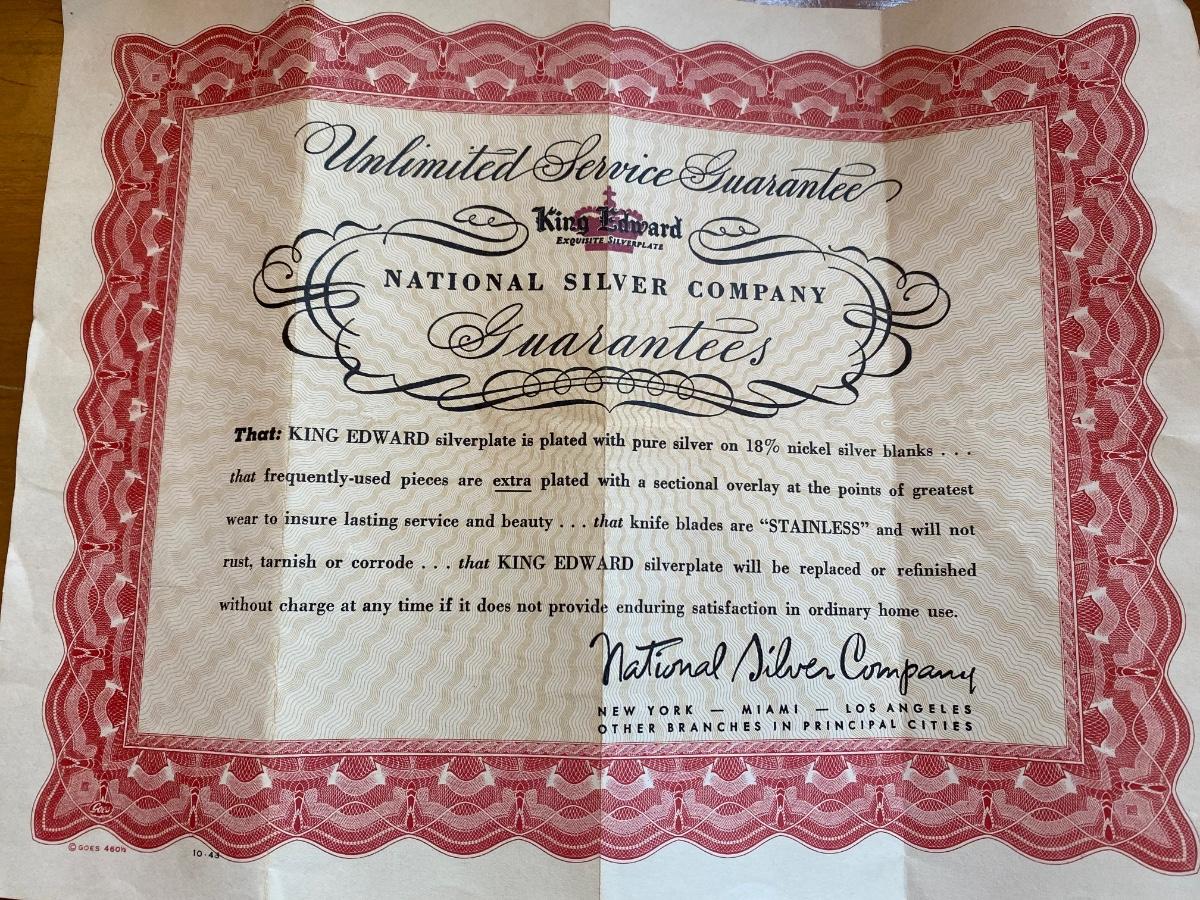 Unlimited Service Guarantee
King Edward
EXQUISITE SILVERPLATE
NATIONAL SILVER COMPANY
Guarantees
That: KING EDWARD silverplate is plated with pure silver on 18% nickel silver blanks . . .
that frequently-used pieces are extra plated with a sectional overlay at the points of greatest
wear to insure lasting service and beauty . . . that knife blades are “STAINLESS” and will not
rust, tarnish or corrode . . . that KING EDWARD silverplate will be replaced or refinished
without charge at any time if it does not provide enduring satisfaction in ordinary home use.
National Silver Company
NEW YORK — MIAMI — LOS ANGELES
OTHER BRANCHES IN PRINCIPAL CITIES
Goes
© GOES 460½
10-43